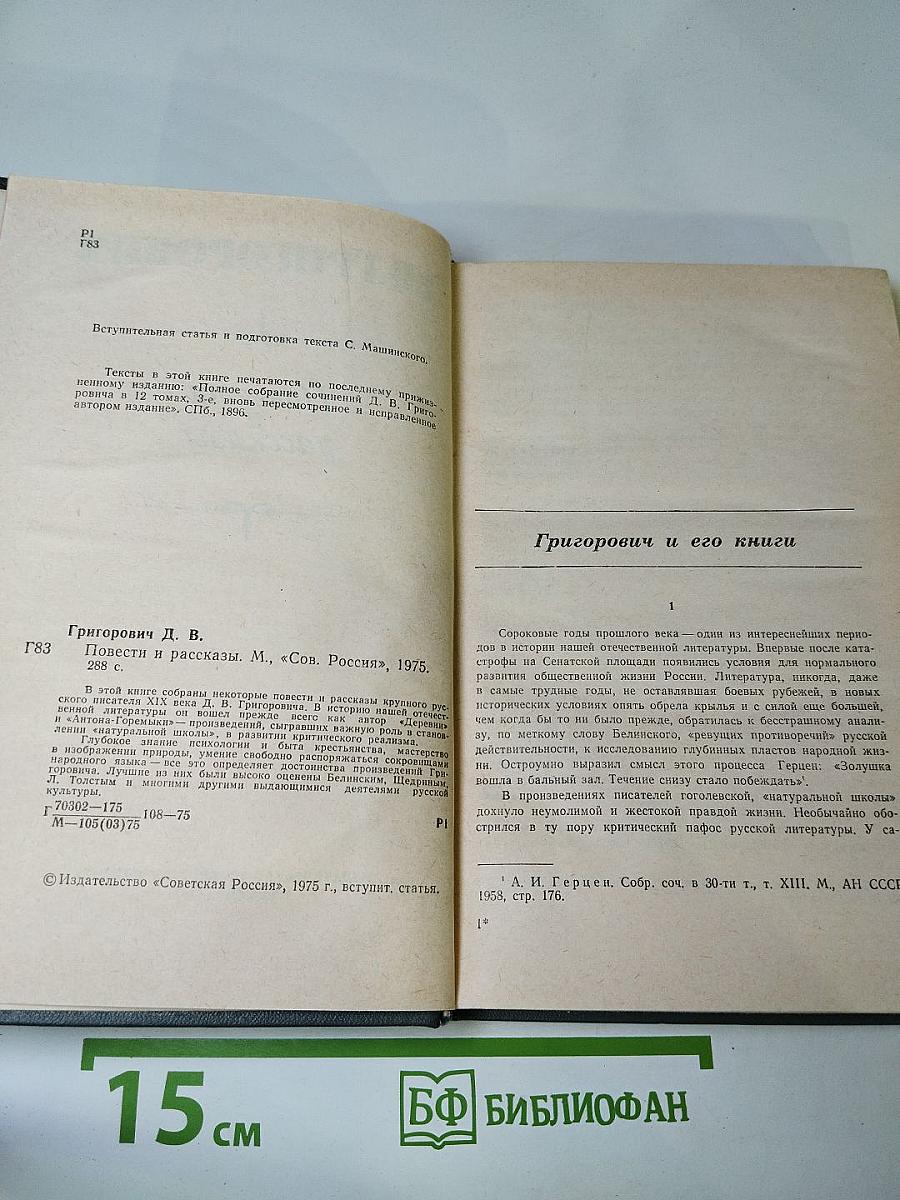 Р1
Г83
Вступительная статья и подготовка текста С. Машинского.
Тексты в этой книге печатаются по последнему прижиз-
ненному изданию: «Полное собрание сочинений Д. В. Григо-
ровича в 12 томах, 3-е, вновь пересмотренное и исправленное
автором издание». СПб., 1896.
Григорович Д. В.
Г83 Повести и рассказы. М., «Сов. Россия», 1975.
288 с.
В этой книге собраны некоторые повести и рассказы крупного рус-
ского писателя XIX века Д. В. Григоровича. В историю нашей отечест-
венной литературы он вошел прежде всего как автор «Деревни»
и «Антона-Горемыки» — произведений, сыгравших важную роль в станов-
лении «натуральной школы», в развитии критического реализма.
Глубокое знание психологии и быта крестьянства, мастерство
в изображении природы, умение свободно распоряжаться сокровищами
народного языка — все это определяет достоинства произведений Гри-
горовича. Лучшие из них были высоко оценены Белинским, Щедриным,
Л. Толстым и многими другими выдающимися деятелями русской
культуры.
Г 70302—175
М—105(03)75 108—75
Р1
© Издательство «Советская Россия», 1975 г., вступит. статья.
Григорович и его книги
1
Сороковые годы прошлого века — один из интереснейших перио-
дов в истории нашей отечественной литературы. Впервые после ката-
строфы на Сенатской площади появились условия для нормального
развития общественной жизни России. Литература, никогда, даже
в самые трудные годы, не оставлявшая боевых рубежей, в новых
исторических условиях опять обрела крылья и с силой еще большей,
чем когда бы то ни было прежде, обратилась к бесстрашному анали-
зу, по меткому слову Белинского, «ревущих противоречий» русской
действительности, к исследованию глубинных пластов народной жиз-
ни. Остроумно выразил смысл этого процесса Герцен: «Золушка
вошла в бальный зал. Течение снизу стало побеждать»¹.
В произведениях писателей гоголевской, «натуральной школы»
дохнуло неумолимой и жестокой правдой жизни. Необычайно обо-
стрился в ту пору критический пафос русской литературы. У са-
¹ А. И. Герцен. Собр. соч. в 30-ти т., т. XIII. М., АН СССР,
1958, стр. 176.
1*
15 см
БФ БИБЛИОФАН